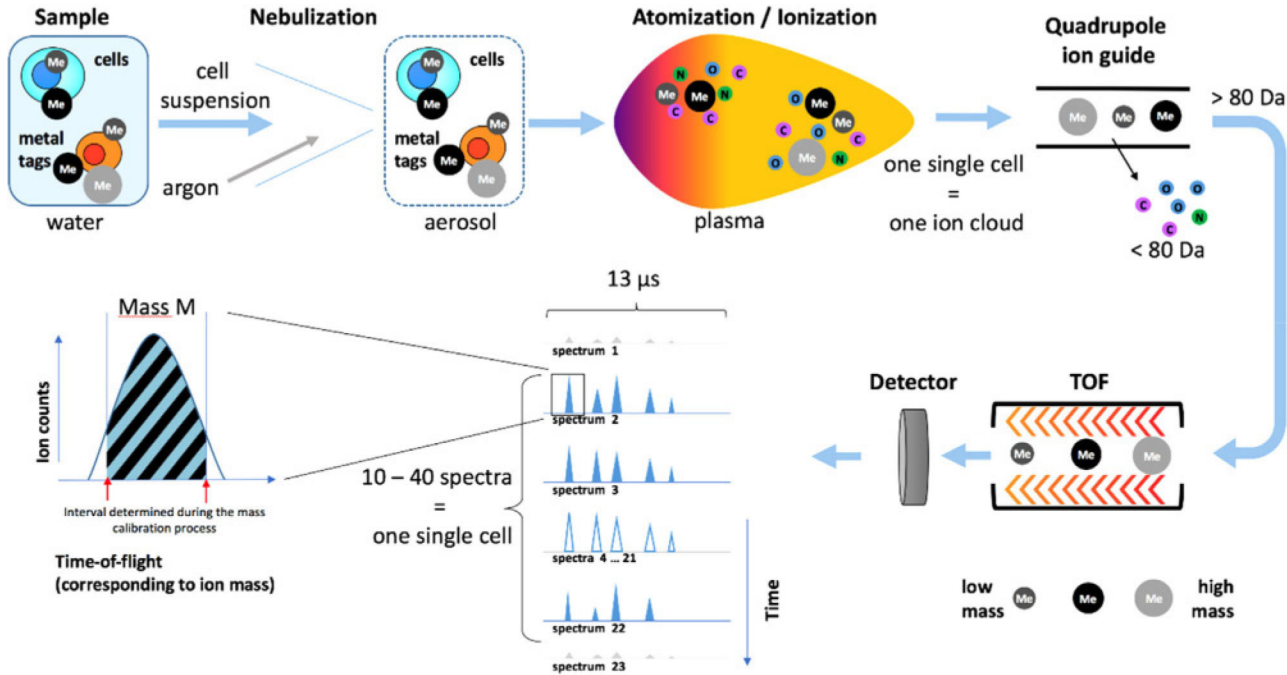 Sample
Nebulization
Atomization / Ionization
Quadrupole
ion guide
Me
cells
Me
metal
tags
Me
Me
Me
water
cell
suspension
argon
Me
cells
Me
metal
tags
Me
Me
Me
aerosol
N
O
C
Me
Me
N
C
C
O
Me
Me
O
C
O
Me
N
plasma
one single cell
=
one ion cloud
Me
Me
Me
> 80 Da
C
O
O
O
N
C
< 80 Da
Mass M
Ion counts
Interval determined during the mass
calibration process
Time-of-flight
(corresponding to ion mass)
13 µs
spectrum 1
spectrum 2
spectrum 3
spectra 4 ... 21
spectrum 22
spectrum 23
10 – 40 spectra
=
one single cell
Time
Detector
TOF
Me
Me
Me
low
mass
Me
Me
Me
high
mass